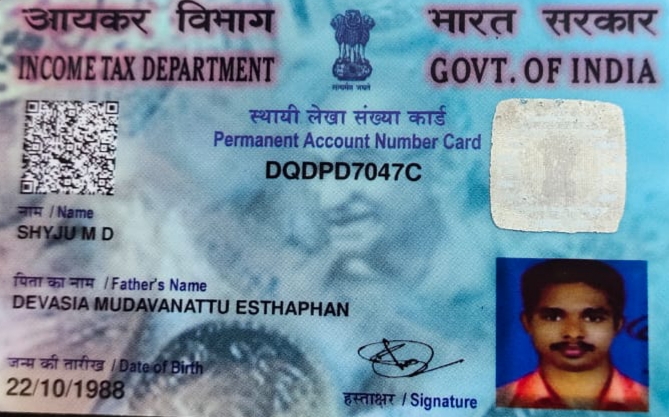 आयकर विभाग
INCOME TAX DEPARTMENT
सत्यमेव जयते
भारत सरकार
GOVT. OF INDIA
स्थायी लेखा संख्या कार्ड
Permanent Account Number Card
DQDPD7047C
नाम / Name
SHYJU M D
पिता का नाम / Father's Name
DEVASIA MUDAVANATTU ESTHAPHAN
जन्म की तारीख / Date of Birth
22/10/1988
हस्ताक्षर / Signature